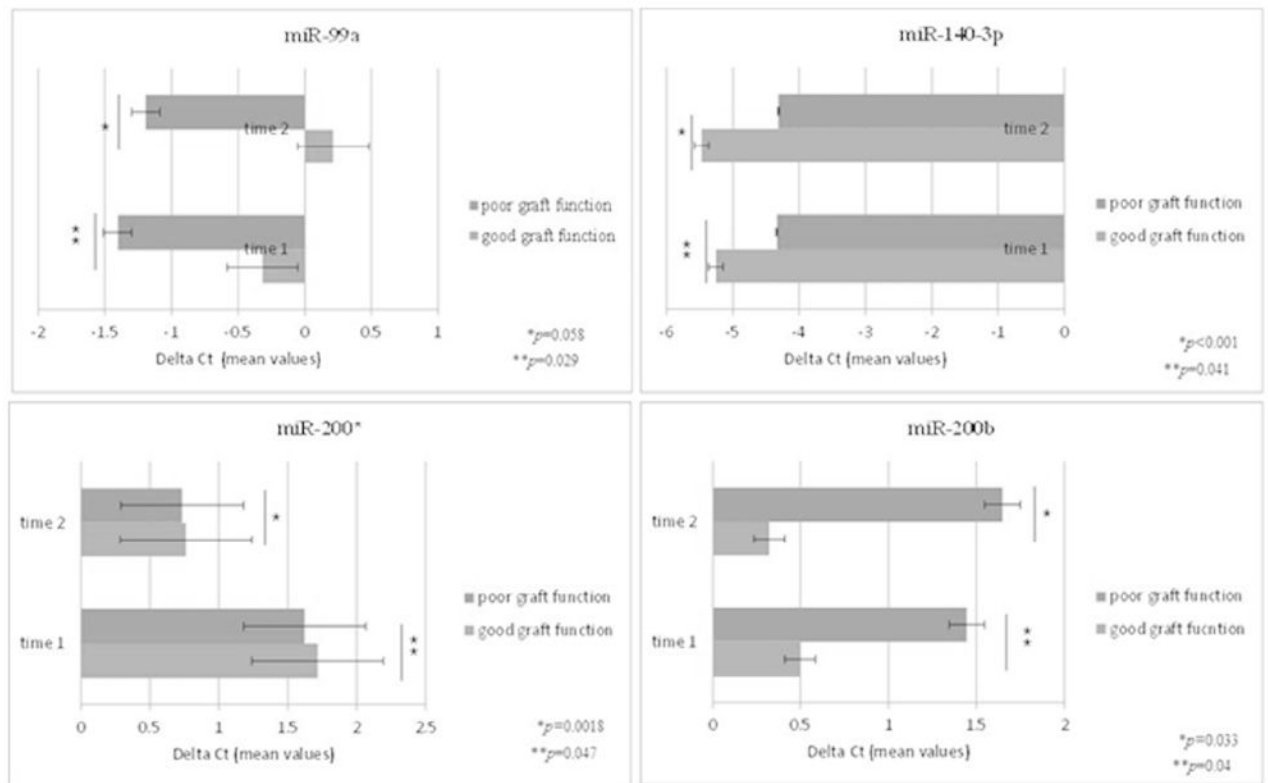 miR-99a
time 2
time 1
poor graft function
good graft function
-2 -1.5 -1 -0.5 0 0.5 1
Delta Ct (mean values)
*p=0.058
**p=0.029
*
**
miR-140-3p
time 2
time 1
poor graft function
good graft function
-6 -5 -4 -3 -2 -1 0
Delta Ct (mean values)
*p<0.001
**p=0.041
*
**
miR-200*
time 2
time 1
poor graft function
good graft function
0 0.5 1 1.5 2 2.5
Delta Ct (mean values)
*p=0.0018
**p=0.047
*
**
miR-200b
time 2
time 1
poor graft function
good graft fucntion
0 0.5 1 1.5 2
Delta Ct (mean values)
*p=0.033
**p=0.04
*
**